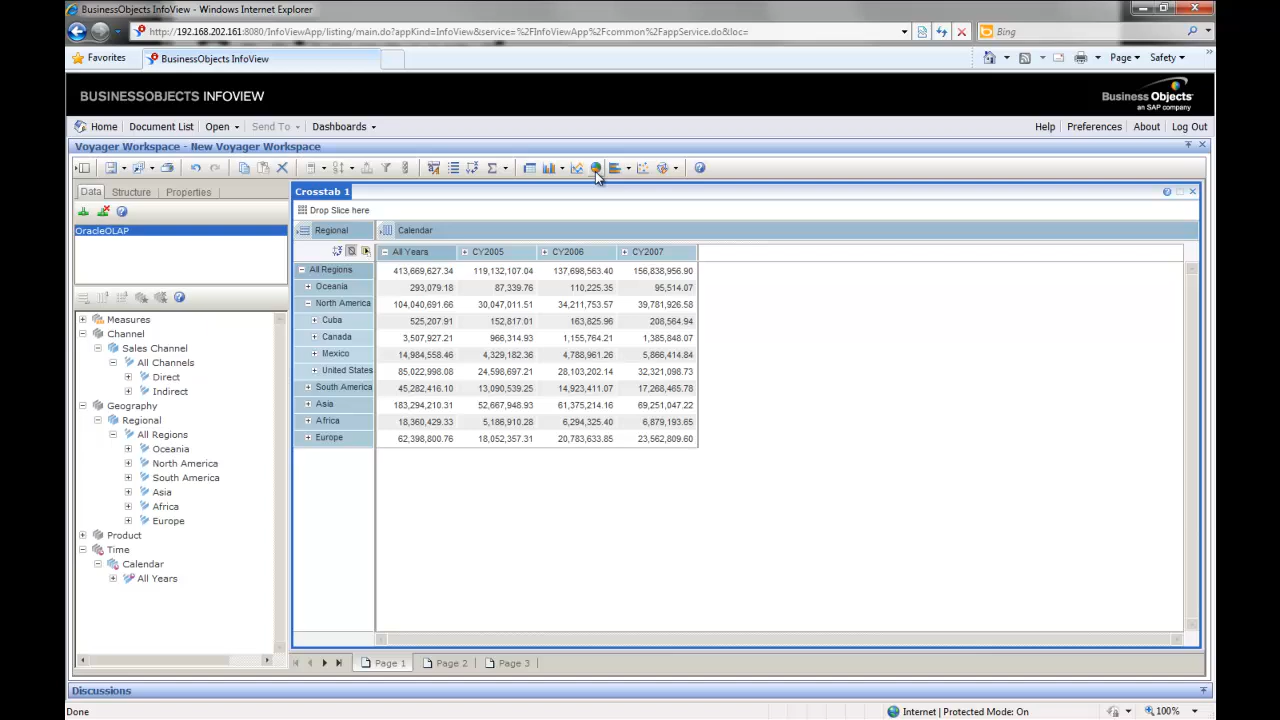 BusinessObjects InfoView - Windows Internet Explorer
http://192.168.202.161:8080/InfoViewApp/listing/main.do?appKind=InfoView&service=%2FInfoViewApp%2Fcommon%2FappService.do&loc=
Bing
Favorites
BusinessObjects InfoView
Page
Safety
BUSINESSOBJECTS INFOVIEW
Business Objects
an SAP company
Home Document List Open Send To Dashboards
Help Preferences About Log Out
Voyager Workspace - New Voyager Workspace
Data Structure Properties
OracleOLAP
Measures
Channel
Sales Channel
All Channels
Direct
Indirect
Geography
Regional
All Regions
Oceania
North America
South America
Asia
Africa
Europe
Product
Time
Calendar
All Years
Crosstab 1
Drop Slice here
Regional Calendar
All Years CY2005 CY2006 CY2007
All Regions 413,669,627.34 119,132,107.04 137,698,563.40 156,838,956.90
Oceania 293,079.18 87,339.76 110,225.35 95,514.07
North America 104,040,691.66 30,047,011.51 34,211,753.57 39,781,926.58
Cuba 525,207.91 152,817.01 163,825.96 208,564.94
Canada 3,507,927.21 966,314.93 1,155,764.21 1,385,848.07
Mexico 14,984,558.46 4,329,182.36 4,788,961.26 5,866,414.84
United States 85,022,998.08 24,598,697.21 28,103,202.14 32,321,098.73
South America 45,282,416.10 13,090,539.25 14,923,411.07 17,268,465.78
Asia 183,294,210.31 52,667,948.93 61,375,214.16 69,251,047.22
Africa 18,360,429.33 5,186,910.28 6,294,325.40 6,879,193.65
Europe 62,398,800.76 18,052,357.31 20,783,633.85 23,562,809.60
Page 1 Page 2 Page 3
Discussions
Done
Internet | Protected Mode: On
100%